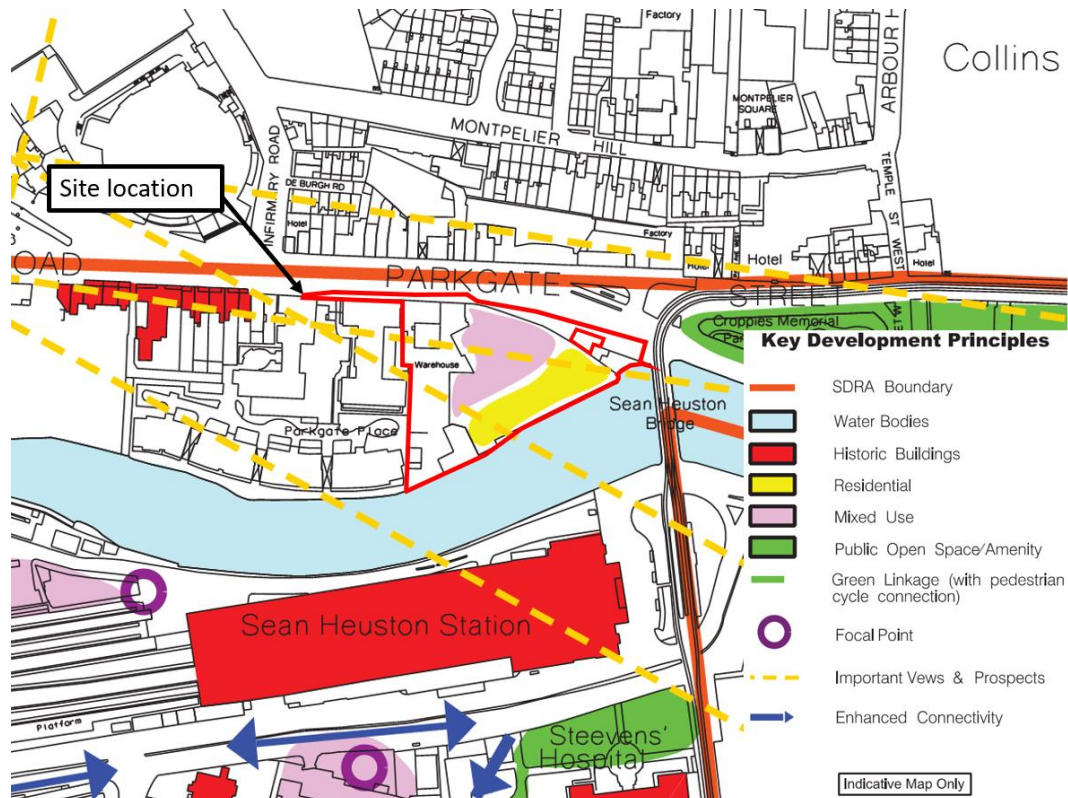 Factory
Building
Collins
ARBOUR H
MONTPELIER
SQUARE
MONTPELIER
HILL
INFIRMARY ROAD
Site location
DE BURGH RD
TEMPLE ST WEST
Hotel
Factory
Hotel
Hotel
Hotel
OAD
PARKGATE
STREET
Croppies Memorial
Warehouse
Sean Heuston
Bridge
Parkgate Place
Sean Heuston Station
Platform
Steevens'
Hospital
Key Development Principles
SDRA Boundary
Water Bodies
Historic Buildings
Residential
Mixed Use
Public Open Space/Amenity
Green Linkage (with pedestrian
cycle connection)
Focal Point
Important Vews & Prospects
Enhanced Connectivity
Indicative Map Only